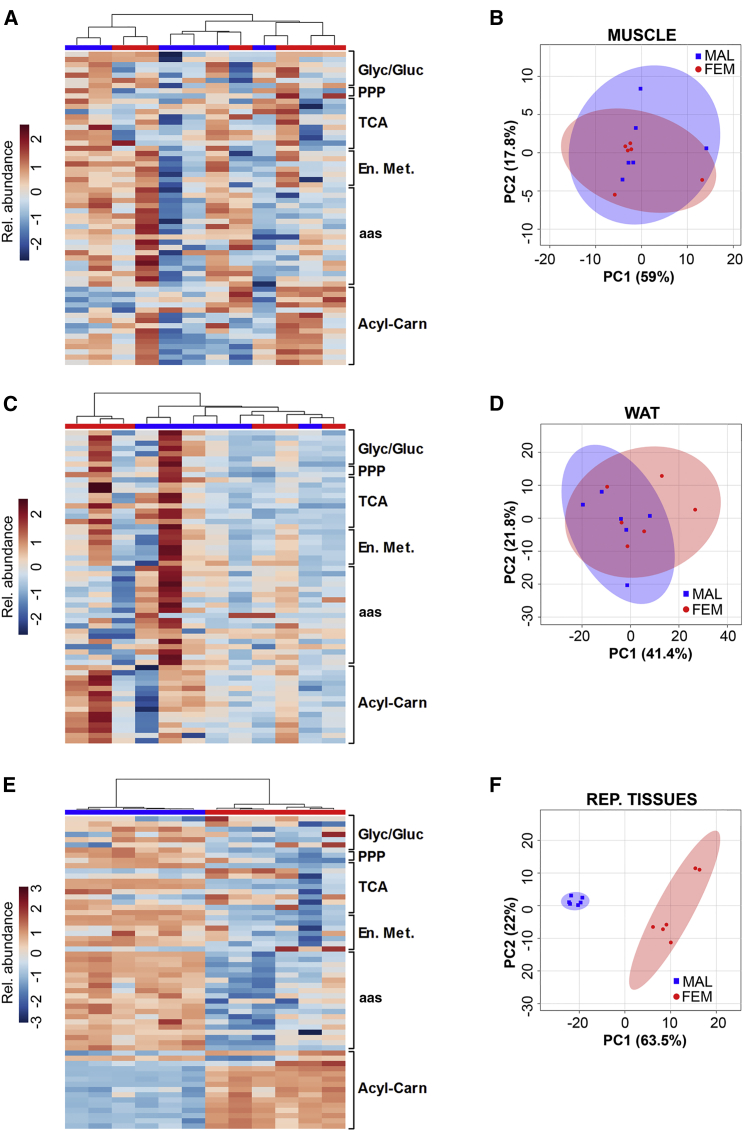 A
Rel. abundance
2
1
0
-1
-2
Glyc/Gluc
PPP
TCA
En. Met.
aas
Acyl-Carn
B
MUSCLE
MAL
FEM
PC2 (17.8%)
10
5
0
-5
-10
-20
-10
0
10
20
PC1 (59%)
C
Rel. abundance
2
1
0
-1
-2
Glyc/Gluc
PPP
TCA
En. Met.
aas
Acyl-Carn
D
WAT
PC2 (21.8%)
20
10
0
10
20
-30
MAL
FEM
-20
0
20
40
PC1 (41.4%)
E
Rel. abundance
3
2
1
0
-1
-2
-3
Glyc/Gluc
PPP
TCA
En. Met.
aas
Acyl-Carn
F
REP. TISSUES
PC2 (22%)
20
10
0
-10
-20
-30
MAL
FEM
-20
0
10
20
PC1 (63.5%)